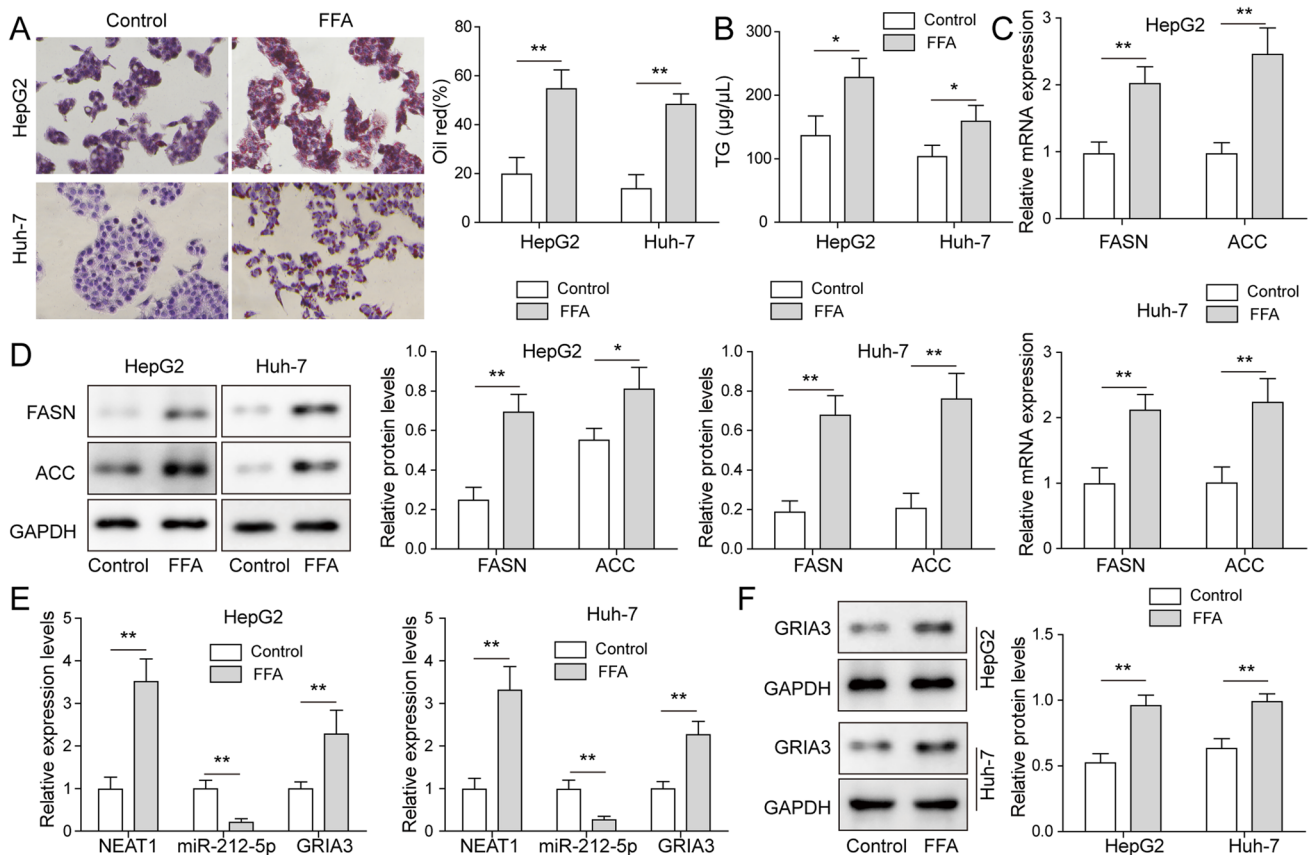 A
Control
FFA
HepG2
Huh-7
Oil red(%)
80
60
40
20
0
**
**
HepG2
Huh-7
Control
FFA
B
TG (µg/µL)
300
200
100
0
*
*
Control
FFA
HepG2
Huh-7
C
HepG2
Relative mRNA expression
3
2
1
0
**
**
FASN
ACC
Control
FFA
Huh-7
Control
FFA
Relative mRNA expression
3
2
1
0
**
**
FASN
ACC
D
HepG2
Huh-7
FASN
ACC
GAPDH
Control
FFA
Control
FFA
HepG2
Relative protein levels
1.0
0.8
0.6
0.4
0.2
0.0
**
*
FASN
ACC
Huh-7
Relative protein levels
1.0
0.8
0.6
0.4
0.2
0.0
**
**
FASN
ACC
E
HepG2
Relative expression levels
5
4
3
2
1
0
**
**
**
Control
FFA
NEAT1
miR-212-5p
GRIA3
Huh-7
Relative expression levels
5
4
3
2
1
0
**
**
**
Control
FFA
NEAT1
miR-212-5p
GRIA3
F
GRIA3
GAPDH
HepG2
GRIA3
GAPDH
Huh-7
Control
FFA
Control
FFA
Relative protein levels
1.5
1.0
0.5
0.0
**
**
HepG2
Huh-7